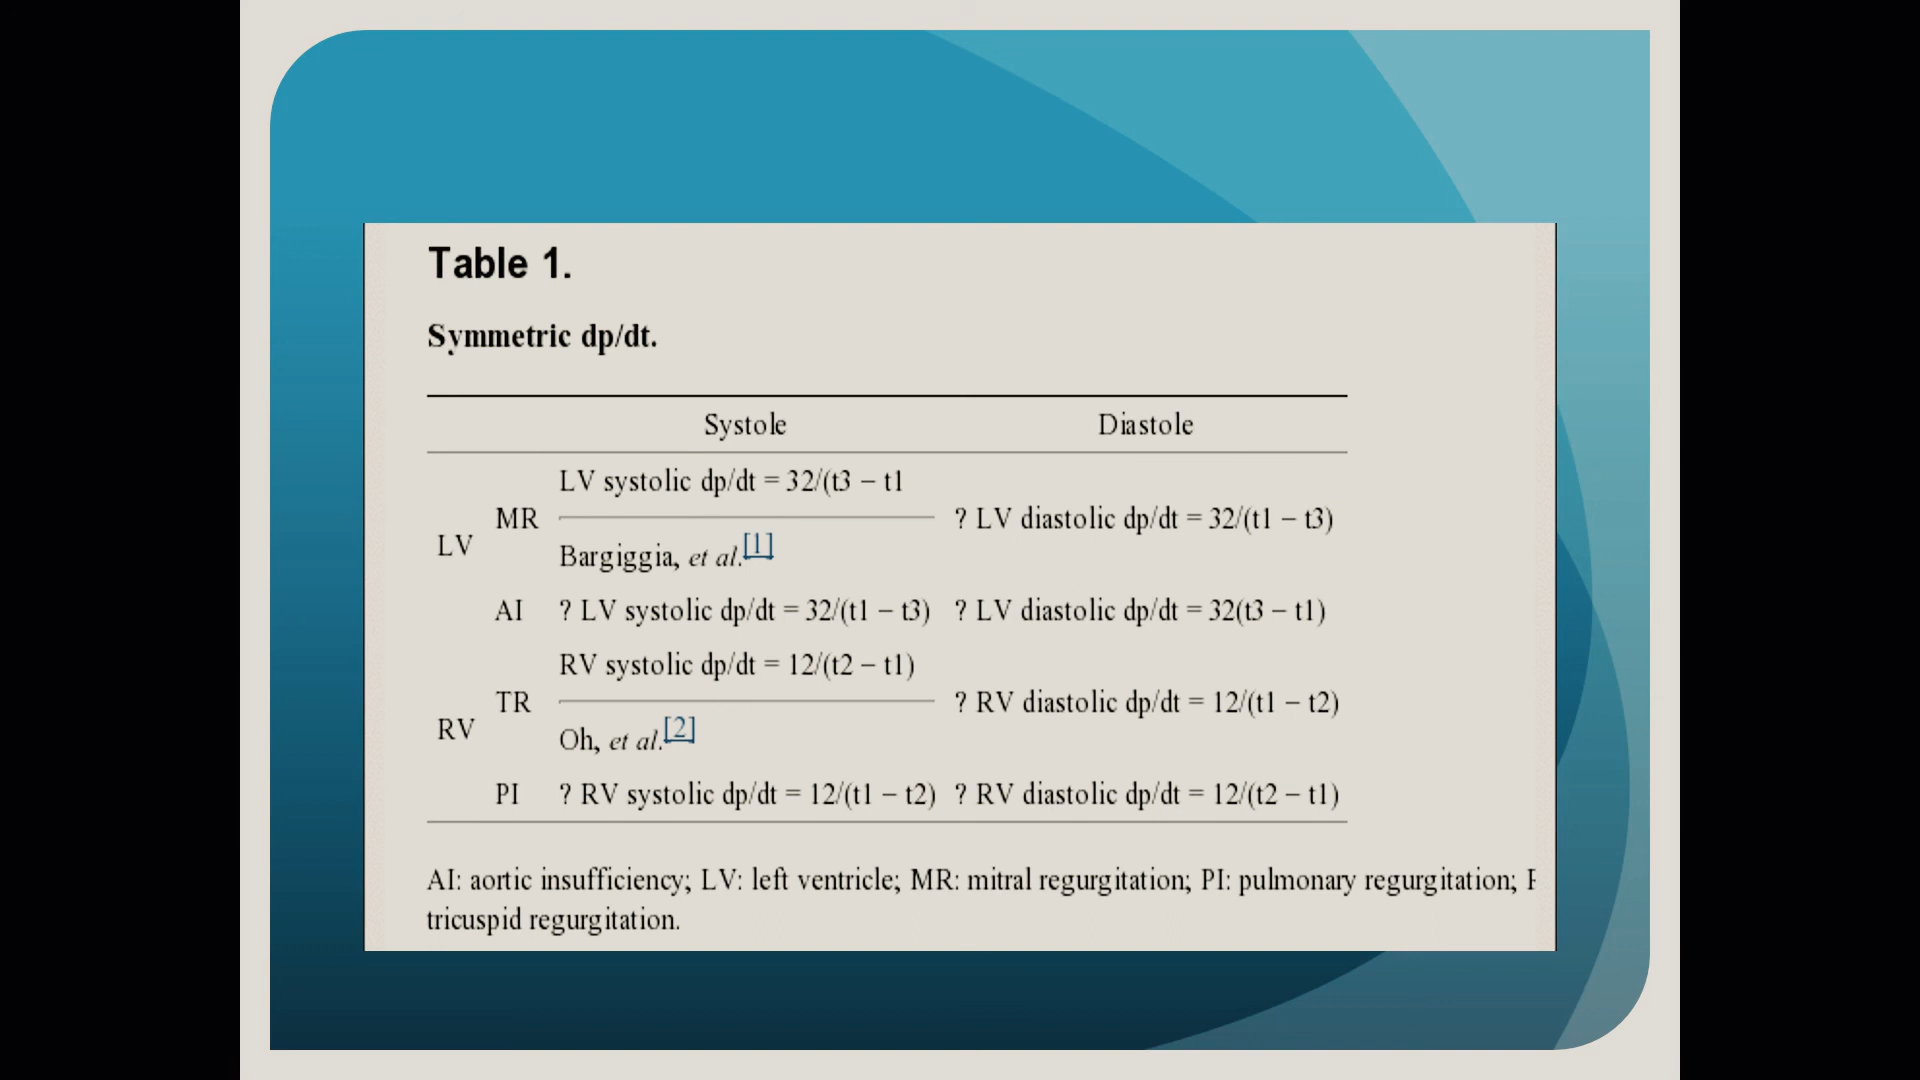 Table 1.
Symmetric dp/dt.
Systole Diastole
LV systolic dp/dt = 32/(t3 – t1
MR ? LV diastolic dp/dt = 32/(t1 – t3)
LV
Bargiggia, et al.[1]
AI ? LV systolic dp/dt = 32/(t1 – t3) ? LV diastolic dp/dt = 32(t3 – t1)
RV systolic dp/dt = 12/(t2 – t1)
TR ? RV diastolic dp/dt = 12/(t1 – t2)
RV
Oh, et al.[2]
PI ? RV systolic dp/dt = 12/(t1 – t2) ? RV diastolic dp/dt = 12/(t2 – t1)
AI: aortic insufficiency; LV: left ventricle; MR: mitral regurgitation; PI: pulmonary regurgitation;
tricuspid regurgitation.